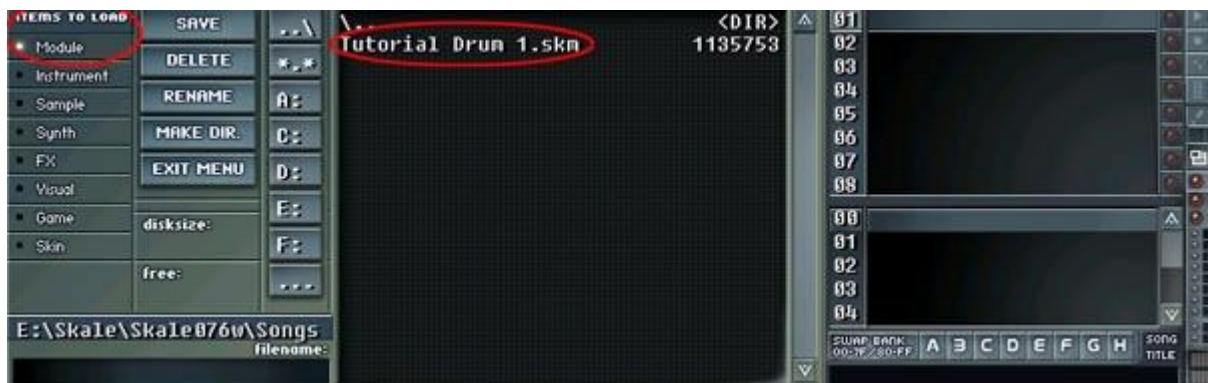 ITEMS TO LOAD
Module
Instrument
Sample
Synth
FX
Visual
Game
Skin
SAVE
DELETE
RENAME
MAKE DIR.
EXIT MENU
disksize:
free:
..\
*.*
A:
C:
D:
E:
F:
...
\.. <DIR>
Tutorial Drum 1.skm 1135753
E:\Skale\Skale076w\Songs
filename:
01
02
03
04
05
06
07
08
00
01
02
03
04
SWAP BANK
00-7F/80-FF
A B C D E F G H
SONG
TITLE